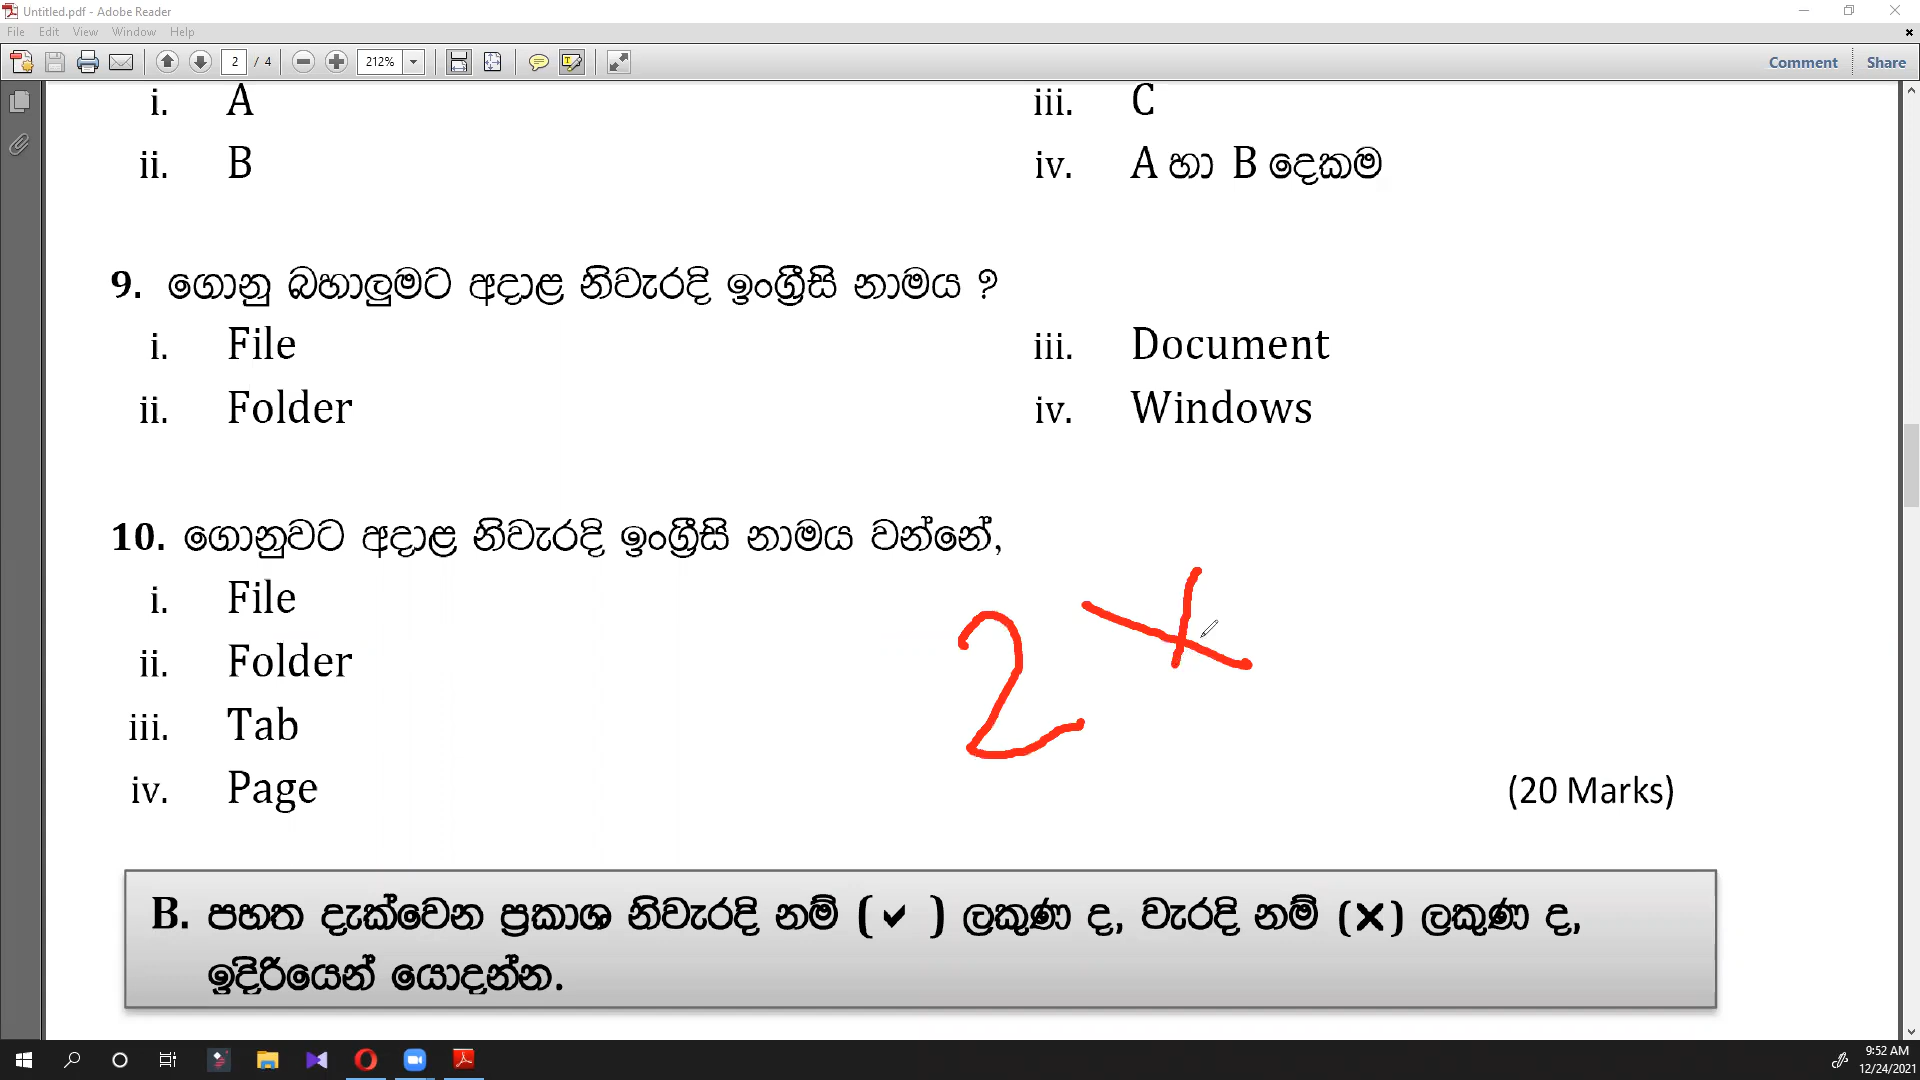 Untitled.pdf - Adobe Reader
File Edit View Window Help
2 / 4 212% Comment Share
i. A iii. C
ii. B iv. A හා B දෙකම
9. ගොනු බහාලුමට අදාළ නිවැරදි ඉංග්‍රීසි නාමය ?
i. File iii. Document
ii. Folder iv. Windows
10. ගොනුවට අදාළ නිවැරදි ඉංග්‍රීසි නාමය වන්නේ,
i. File
ii. Folder
2 x
iii. Tab
iv. Page (20 Marks)
B. පහත දැක්වෙන ප්‍රකාශ නිවැරදි නම් ( ✓ ) ලකුණ ද, වැරදි නම් (✕) ලකුණ ද,
ඉදිරියෙන් යොදන්න.
9:52 AM
12/24/2021